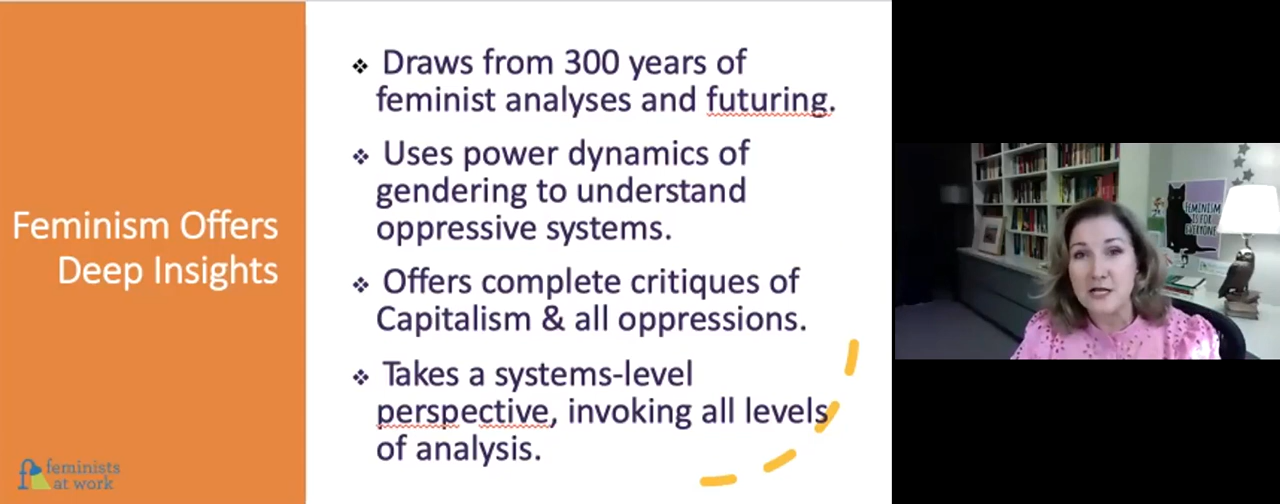 Feminism Offers
Deep Insights
❖ Draws from 300 years of
feminist analyses and futuring.
❖ Uses power dynamics of
gendering to understand
oppressive systems.
❖ Offers complete critiques of
Capitalism & all oppressions.
❖ Takes a systems-level
perspective, invoking all levels
of analysis.
feminists
at work
FEMINISM
IS FOR
EVERYONE